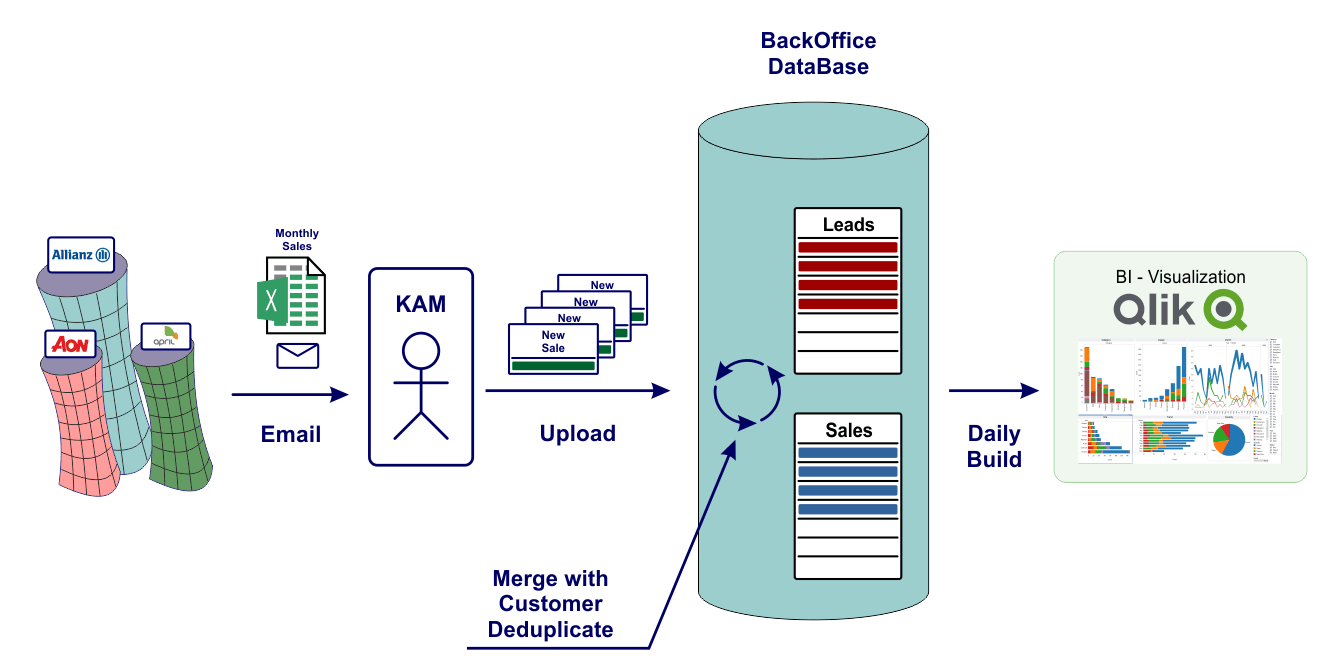 BackOffice
DataBase
Monthly
Sales
Allianz
AON
april
X
KAM
New
New
New
New
Sale
Email
Upload
Leads
Sales
Merge with
Customer
Deduplicate
Daily
Build
BI - Visualization
Qlik